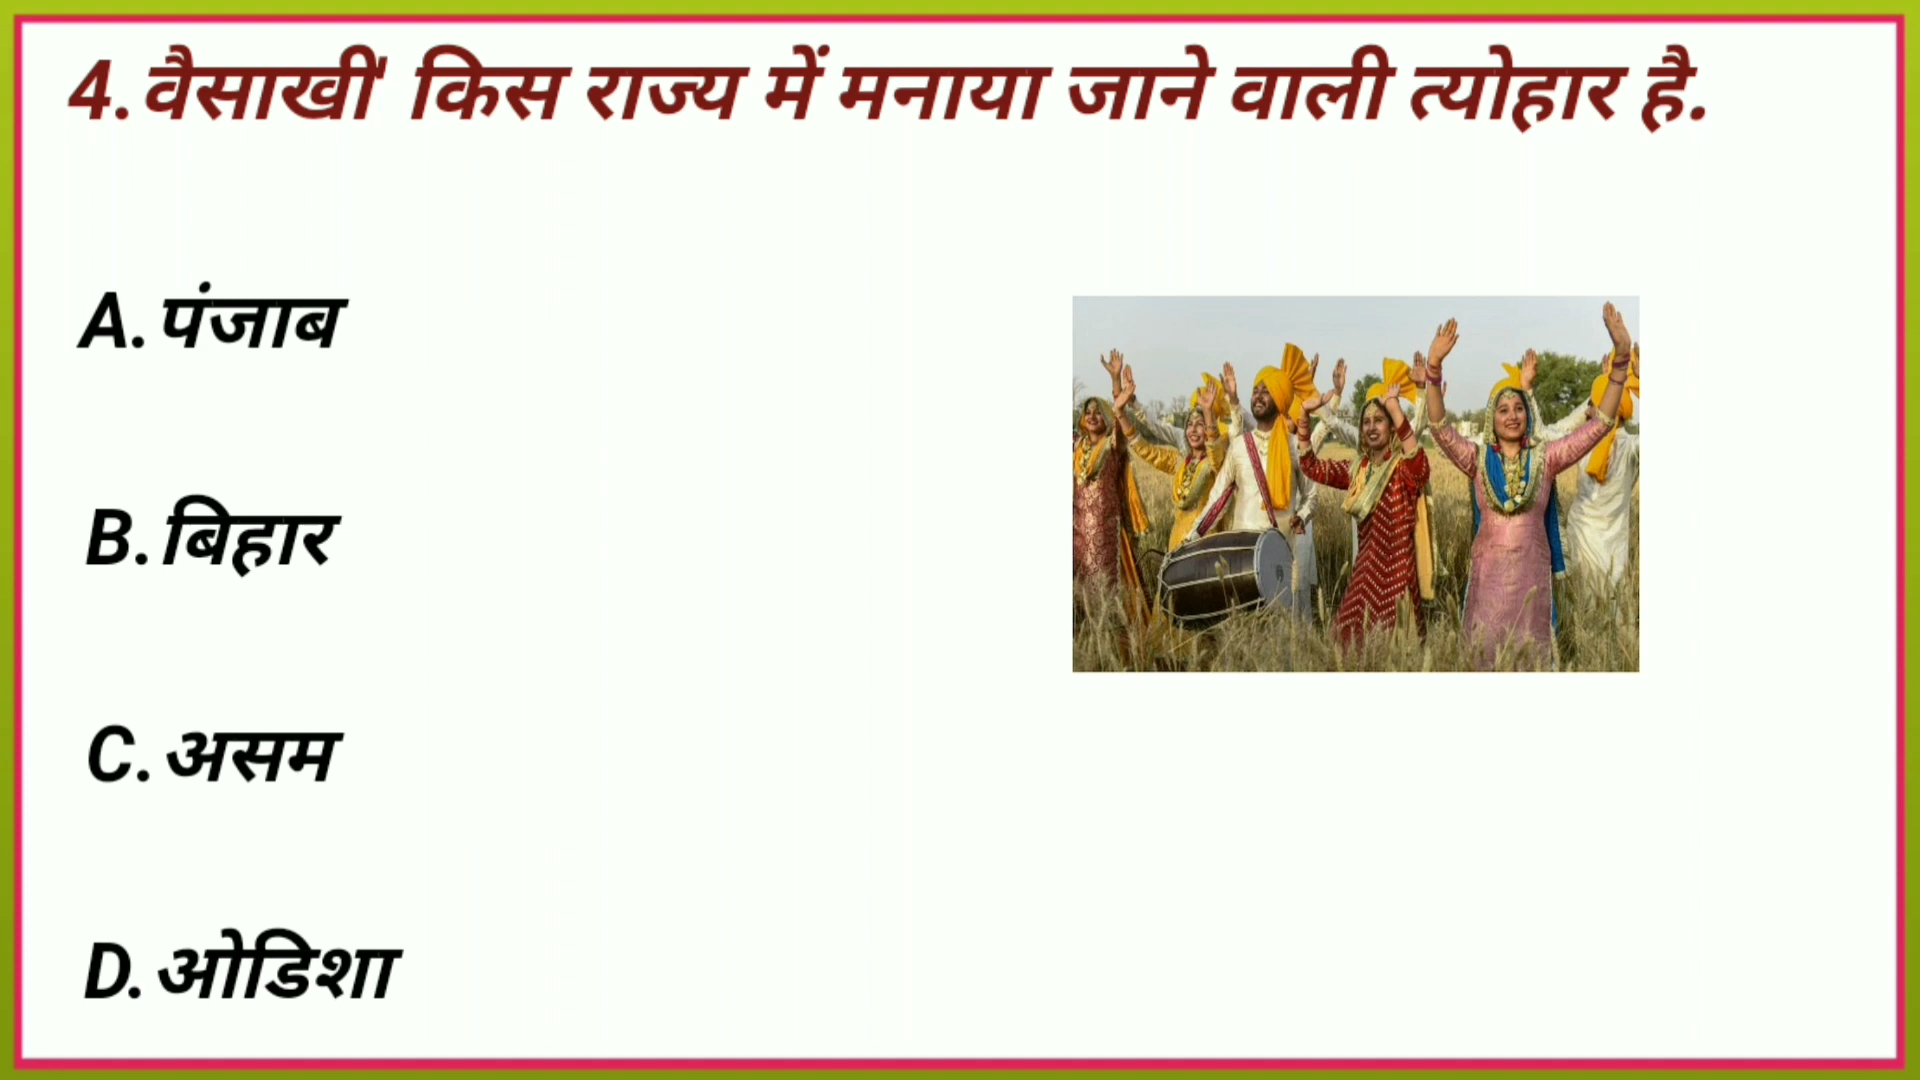 4. वैसाखी' किस राज्य में मनाया जाने वाली त्योहार है.
A. पंजाब
B. बिहार
C. असम
D. ओडिशा